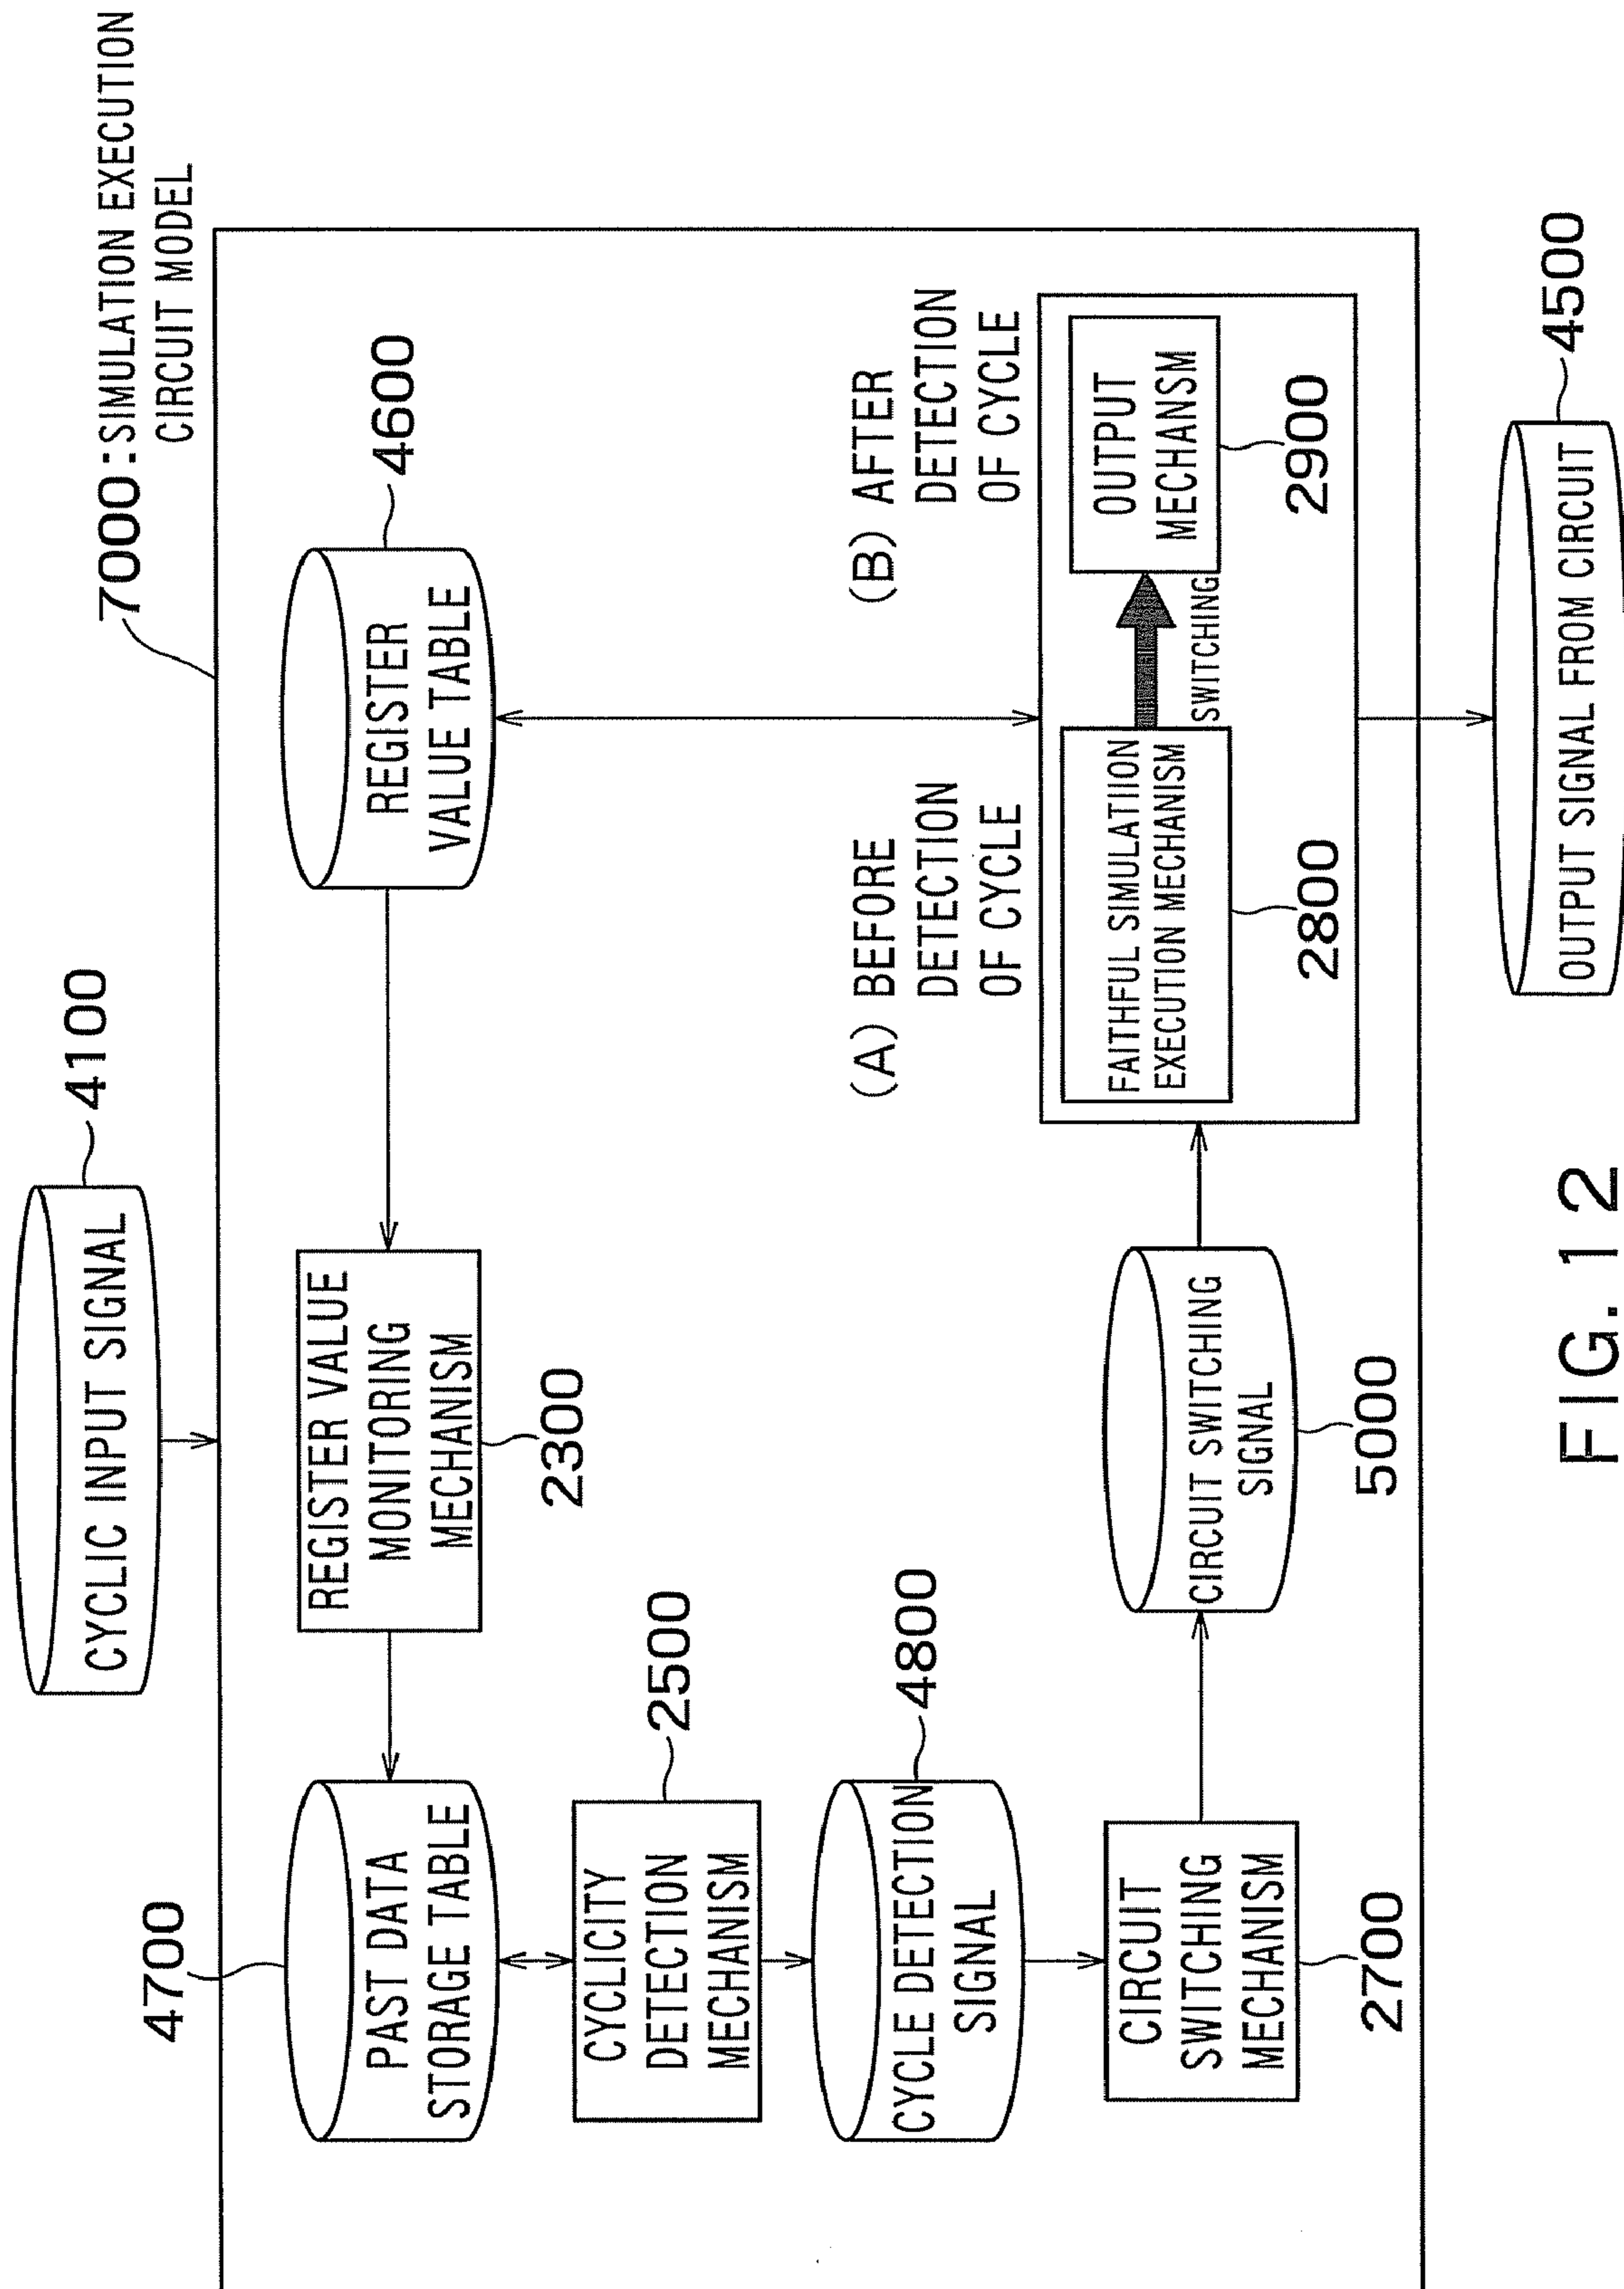 CYCLIC INPUT SIGNAL
4100
7000:SIMULATION EXECUTION
CIRCUIT MODEL
4700
PAST DATA
STORAGE TABLE
REGISTER VALUE
MONITORING
MECHANISM
2300
REGISTER
VALUE TABLE
4600
CYCLICITY
DETECTION
MECHANISM
2500
CYCLE DETECTION
SIGNAL
4800
(A) BEFORE
DETECTION
OF CYCLE
(B) AFTER
DETECTION
OF CYCLE
CIRCUIT
SWITCHING
MECHANISM
2700
CIRCUIT SWITCHING
SIGNAL
5000
FAITHFUL SIMULATIION
EXECUTION MECHANISM
2800
SWITCHING
OUTPUT
MECHANSM
2900
OUTPUT SIGNAL FROM CIRCUIT
4500
FIG. 12